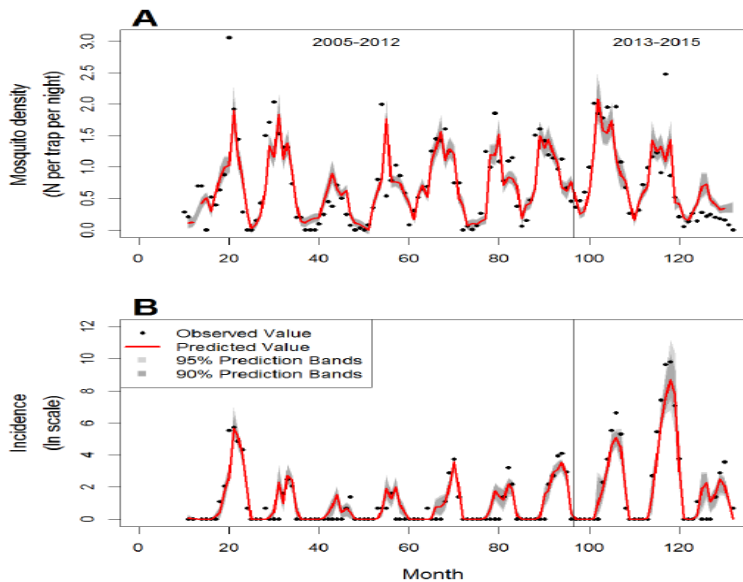 A
2005-2012
2013-2015
Mosquito density
(N per trap per night)
3.0
2.5
2.0
1.5
1.0
0.5
0.0
0 20 40 60 80 100 120
B
Observed Value
Predicted Value
95% Prediction Bands
90% Prediction Bands
Incidence
(ln scale)
12
10
8
6
4
2
0
0 20 40 60 80 100 120
Month